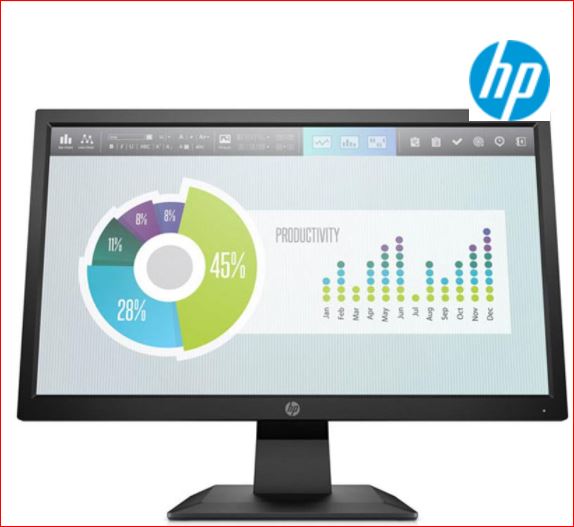 hp
8%
8%
11%
45%
28%
PRODUCTIVITY
Jan
Feb
Mar
Apr
May
Jun
Jul
Aug
Sep
Oct
Nov
Dec
hp